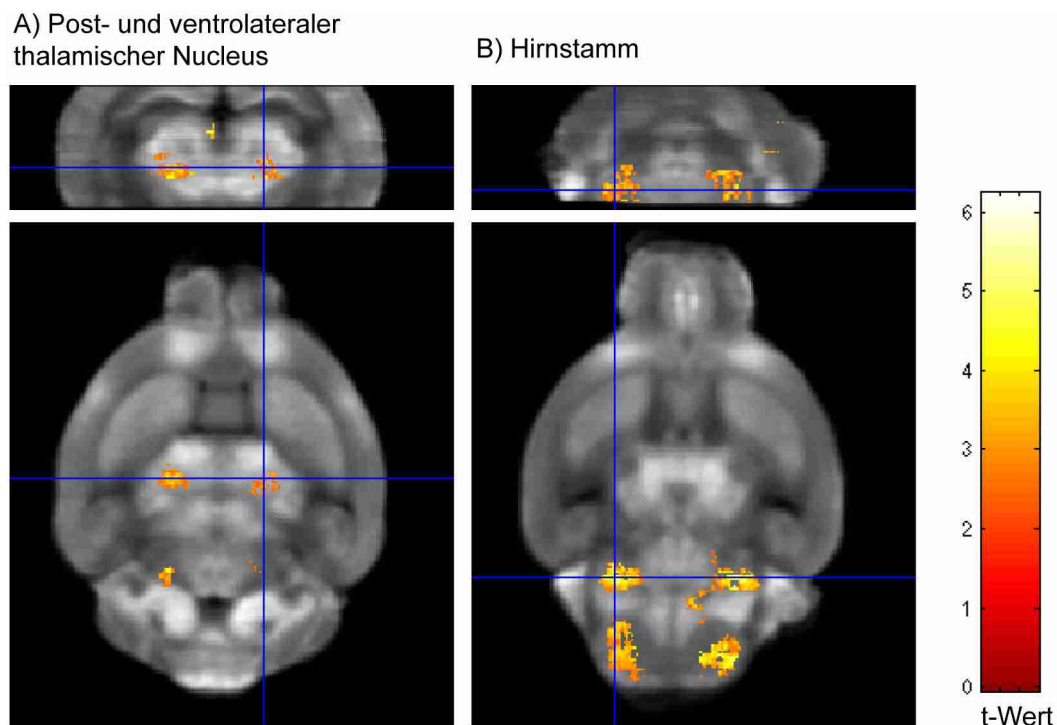 A) Post- und ventrolateraler
thalamischer Nucleus
B) Hirnstamm
6
5
4
3
2
1
0
t-Wert